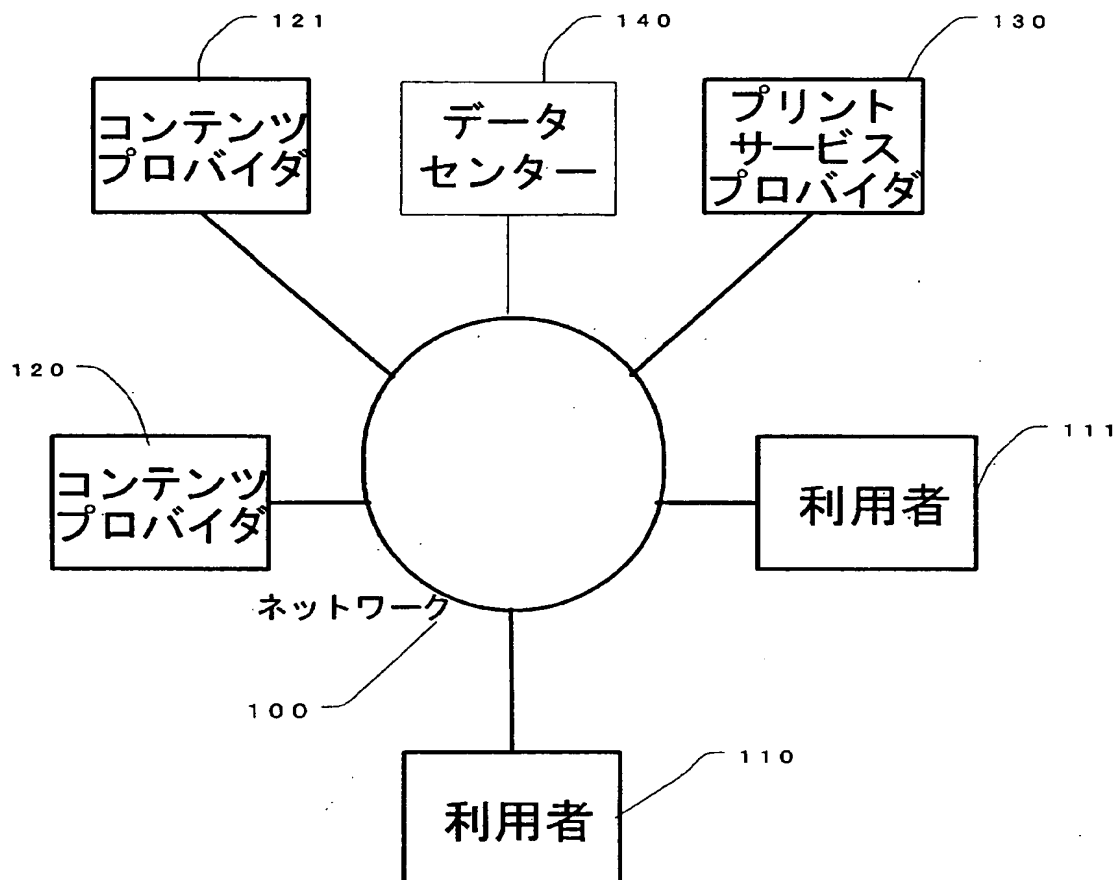 121
140
130
コンテンツ
プロバイダ
データ
センター
プリント
サービス
プロバイダ
120
コンテンツ
プロバイダ
111
利用者
ネットワーク
100
110
利用者